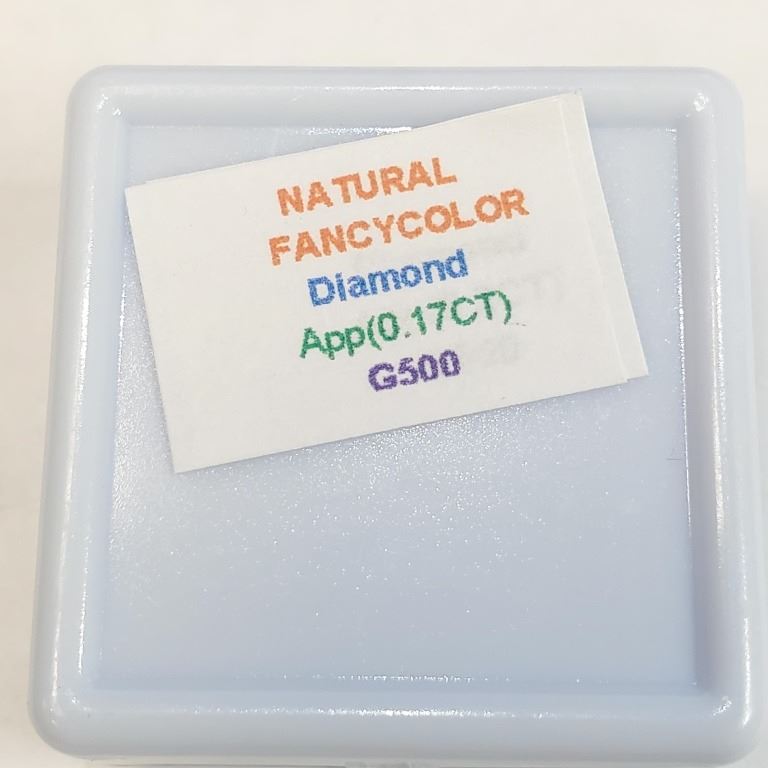 NATURAL
FANCYCOLOR
Diamond
App(0.17CT)
G500